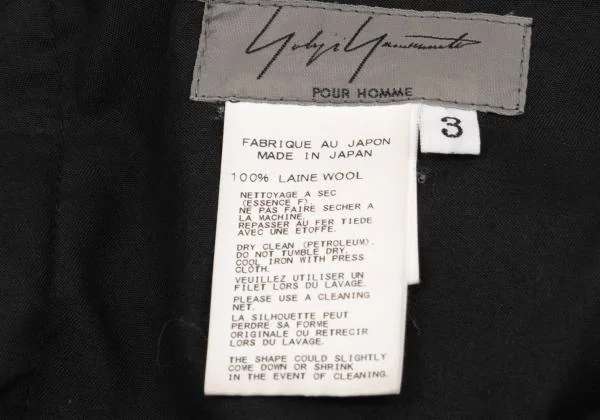 Yohji Yamamoto
POUR HOMME
3
FABRIQUE AU JAPON
MADE IN JAPAN
100% LAINE WOOL
NETTOYAGE A SEC
(ESSENCE F).
NE PAS FAIRE SECHER A
LA MACHINE.
REPASSER AU FER TIEDE
AVEC UNE ETOFFE.
DRY CLEAN (PETROLEUM).
DO NOT TUMBLE DRY.
COOL IRON WITH PRESS
CLOTH.
VEUILLEZ UTILISER UN
FILET LORS DU LAVAGE.
PLEASE USE A CLEANING
NET.
LA SILHOUETTE PEUT
PERDRE SA FORME
ORIGINALE OU RETRECIR
LORS DU LAVAGE.
THE SHAPE COULD SLIGHTLY
COME DOWN OR SHRINK
IN THE EVENT OF CLEANING.